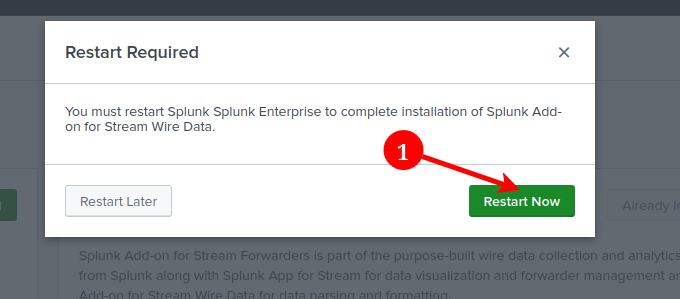 Restart Required
×
You must restart Splunk Splunk Enterprise to complete installation of Splunk Add-
on for Stream Wire Data.
1
Restart Later
Restart Now
Already In
Splunk Add-on for Stream Forwarders is part of the purpose-built wire data collection and analytics
from Splunk along with Splunk App for Stream for data visualization and forwarder management an
Add-on for Stream Wire Data for data parsing and formatting